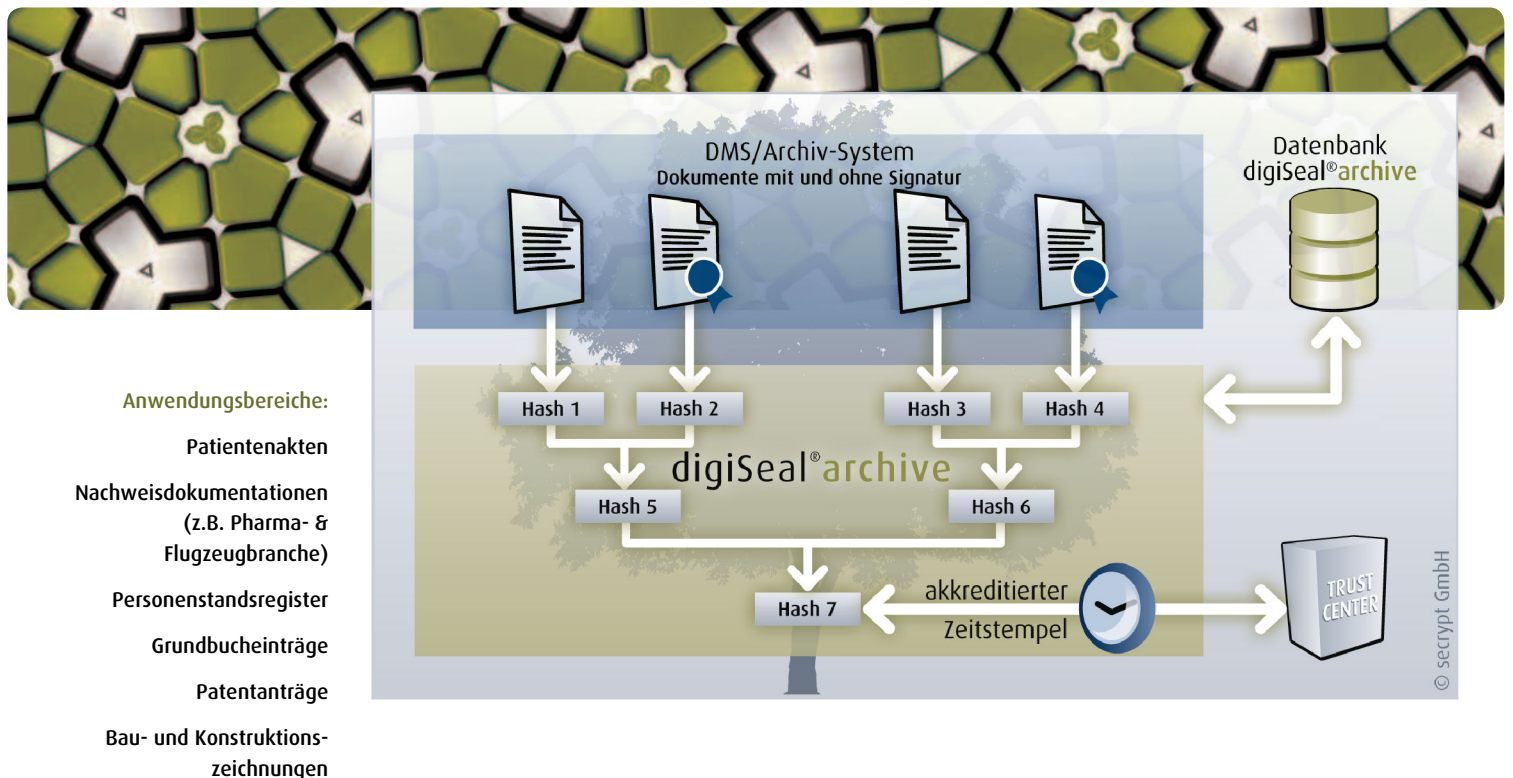 DMS/Archiv-System
Dokumente mit und ohne Signatur
Datenbank
digiSeal®archive
Hash 1
Hash 2
Hash 3
Hash 4
digiSeal®archive
Hash 5
Hash 6
Hash 7
akkreditierter
Zeitstempel
TRUST
CENTER
© secrypt GmbH
Anwendungsbereiche:
Patientenakten
Nachweisdokumentationen
(z.B. Pharma- &
Flugzeugbranche)
Personenstandsregister
Grundbucheinträge
Patentanträge
Bau- und Konstruktions-
zeichnungen